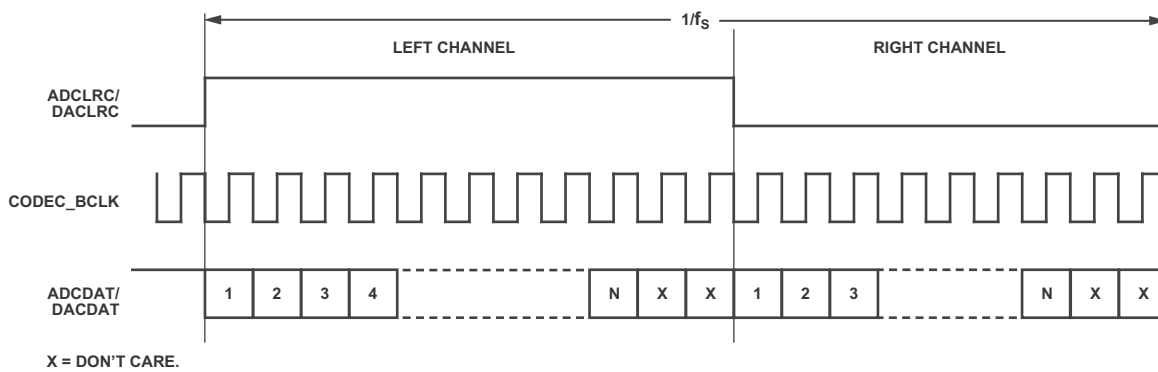 1/fS
LEFT CHANNEL
RIGHT CHANNEL
ADCLRC/
DACLRC
CODEC_BCLK
ADCDAT/
DACDAT
1 2 3 4 N X X 1 2 3 N X X
X = DON'T CARE.